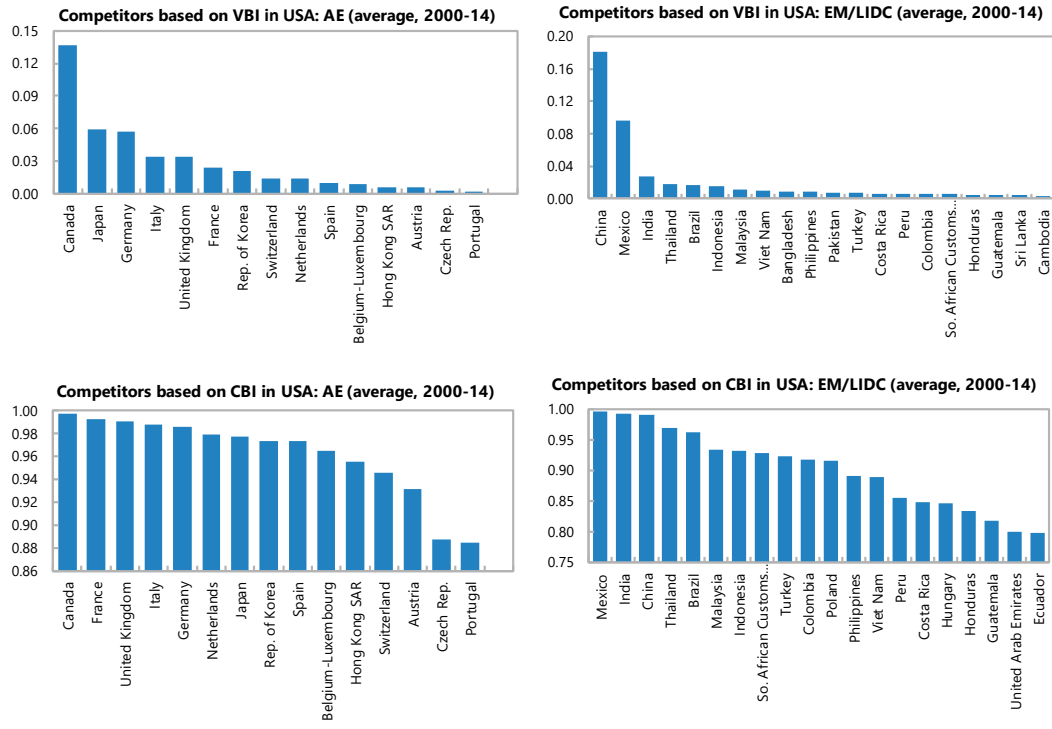 Competitors based on VBI in USA: AE (average, 2000-14)
0.15
0.12
0.09
0.06
0.03
0.00
Canada
Japan
Germany
Italy
United Kingdom
France
Rep. of Korea
Switzerland
Netherlands
Spain
Belgium-Luxembourg
Hong Kong SAR
Austria
Czech Rep.
Portugal
Competitors based on VBI in USA: EM/LIDC (average, 2000-14)
0.20
0.16
0.12
0.08
0.04
0.00
China
Mexico
India
Thailand
Brazil
Indonesia
Malaysia
Viet Nam
Bangladesh
Philippines
Pakistan
Turkey
Costa Rica
Peru
Colombia
So. African Customs...
Honduras
Guatemala
Sri Lanka
Cambodia
Competitors based on CBI in USA: AE (average, 2000-14)
1.00
0.98
0.96
0.94
0.92
0.90
0.88
0.86
Canada
France
United Kingdom
Italy
Germany
Netherlands
Japan
Rep. of Korea
Spain
Belgium-Luxembourg
Hong Kong SAR
Switzerland
Austria
Czech Rep.
Portugal
Competitors based on CBI in USA: EM/LIDC (average, 2000-14)
1.00
0.95
0.90
0.85
0.80
0.75
Mexico
India
China
Thailand
Brazil
Malaysia
Indonesia
So. African Customs...
Turkey
Colombia
Poland
Philippines
Viet Nam
Peru
Costa Rica
Hungary
Honduras
Guatemala
United Arab Emirates
Ecuador